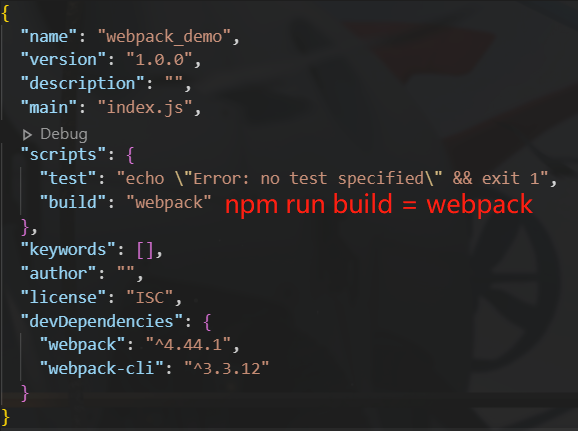 {
"name": "webpack_demo",
"version": "1.0.0",
"description": "",
"main": "index.js",
Debug
"scripts": {
"test": "echo \"Error: no test specified\" && exit 1",
"build": "webpack" npm run build = webpack
},
"keywords": [],
"author": "",
"license": "ISC",
"devDependencies": {
"webpack": "^4.44.1",
"webpack-cli": "^3.3.12"
}
}